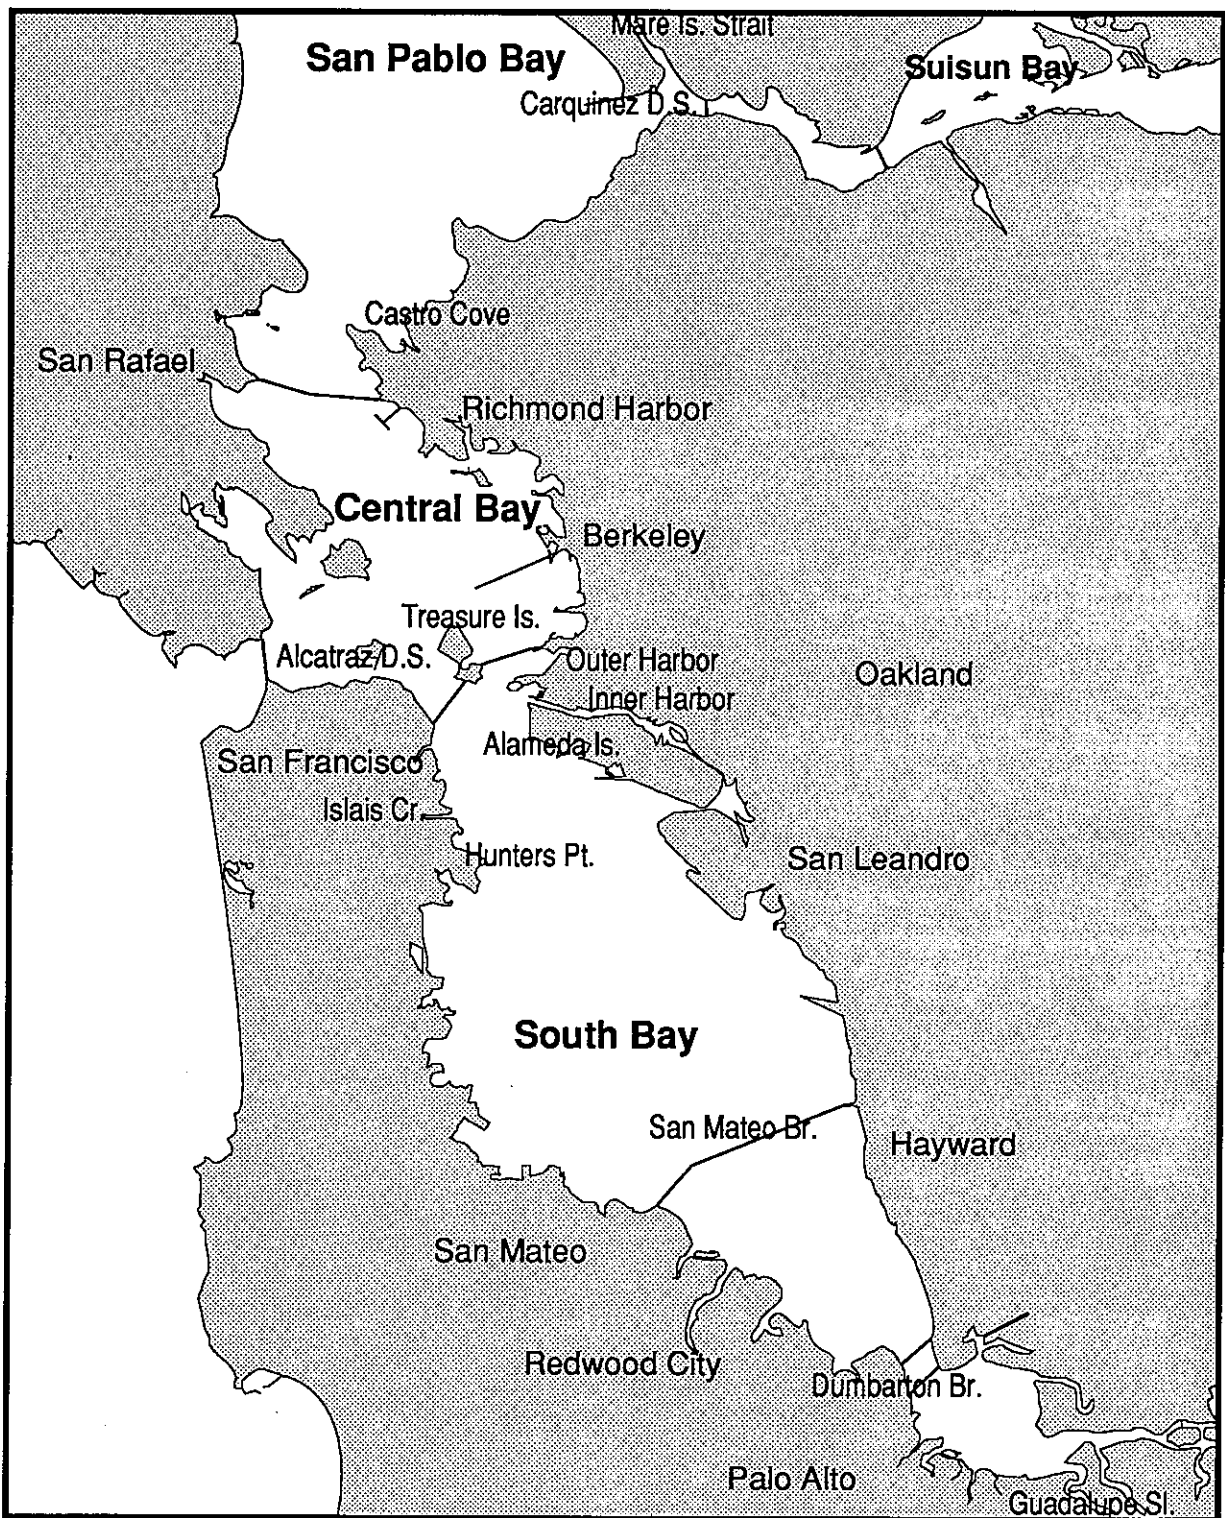 Mare Is. Strait
San Pablo Bay
Suisun Bay
Carquinez D.S.
Castro Cove
San Rafael
Richmond Harbor
Central Bay
Berkeley
Treasure Is.
Alcatraz D.S.
Outer Harbor
Oakland
Inner Harbor
Alameda Is.
San Francisco
Islais Cr.
Hunters Pt.
San Leandro
South Bay
San Mateo Br.
Hayward
San Mateo
Redwood City
Dumbarton Br.
Palo Alto
Guadalupe Sl.